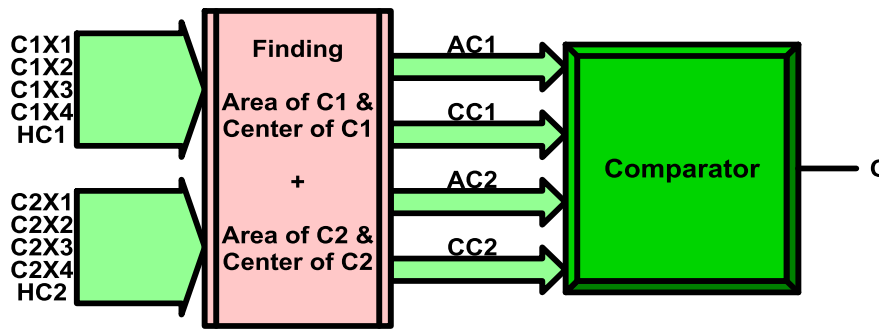 C1X1
C1X2
C1X3
C1X4
HC1
C2X1
C2X2
C2X3
C2X4
HC2
Finding
Area of C1 &
Center of C1
+
Area of C2 &
Center of C2
AC1
CC1
AC2
CC2
Comparator